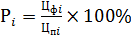 Pᵢ = Цфi / Цпi × 100%